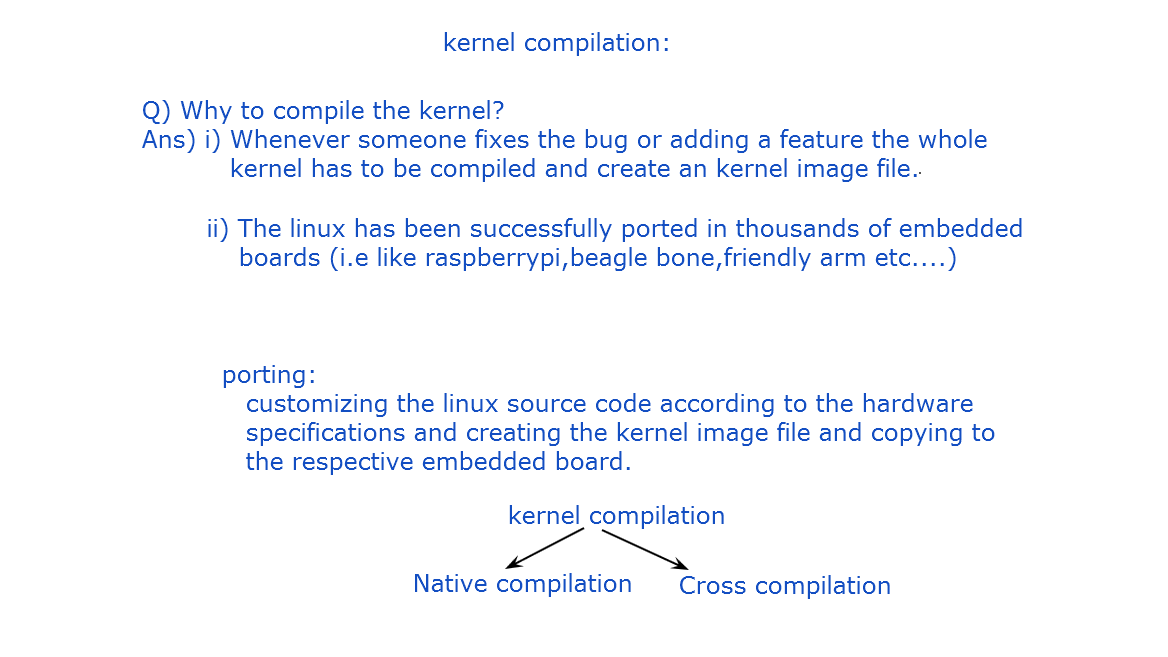 kernel compilation:
Q) Why to compile the kernel?
Ans) i) Whenever someone fixes the bug or adding a feature the whole
kernel has to be compiled and create an kernel image file.
ii) The linux has been successfully ported in thousands of embedded
boards (i.e like raspberrypi,beagle bone,friendly arm etc....)
porting:
customizing the linux source code according to the hardware
specifications and creating the kernel image file and copying to
the respective embedded board.
kernel compilation
Native compilation
Cross compilation